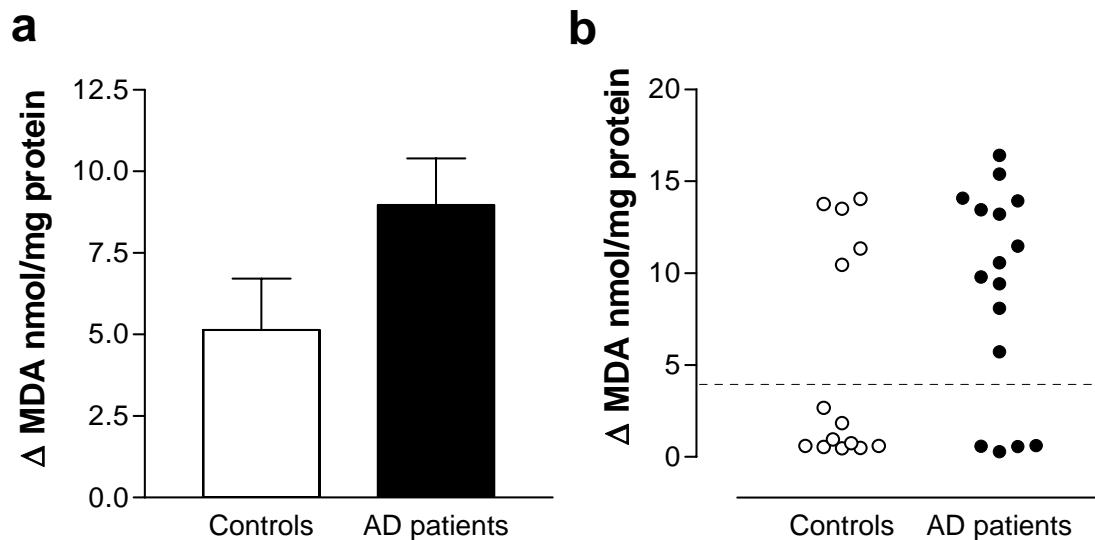 a
Δ MDA nmol/mg protein
12.5
10.0
7.5
5.0
2.5
0.0
Controls
AD patients
b
Δ MDA nmol/mg protein
20
15
10
5
0
Controls
AD patients